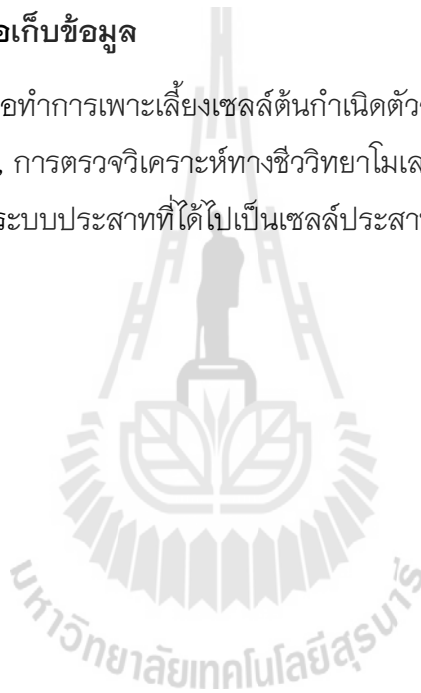 อเก็บข้อมูล
อทำการเพาะเลี้ยงเซลล์ต้นกำเนิดตัว
, การตรวจวิเคราะห์ทางชีววิทยาโมเล
ระบบประสาทที่ได้ไปเป็นเซลล์ประสา
มหาวิทยาลัยเทคโนโลยีสุรนารี